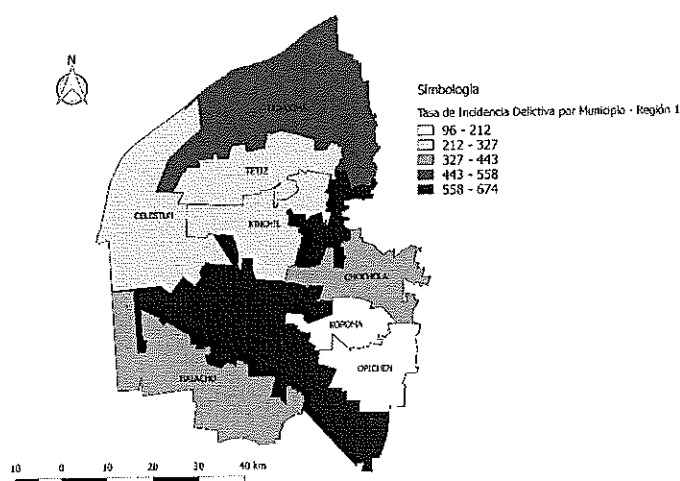 N
Simbología
Tasa de Incidencia Delictiva por Municipio - Región 1
96 - 212
212 - 327
327 - 443
443 - 558
558 - 674
TETIZ
CELESTUN
KINCHIL
CHOCHOLA
KOPOMA
OPICHEN
HALACHO
10 0 10 20 30 40 km